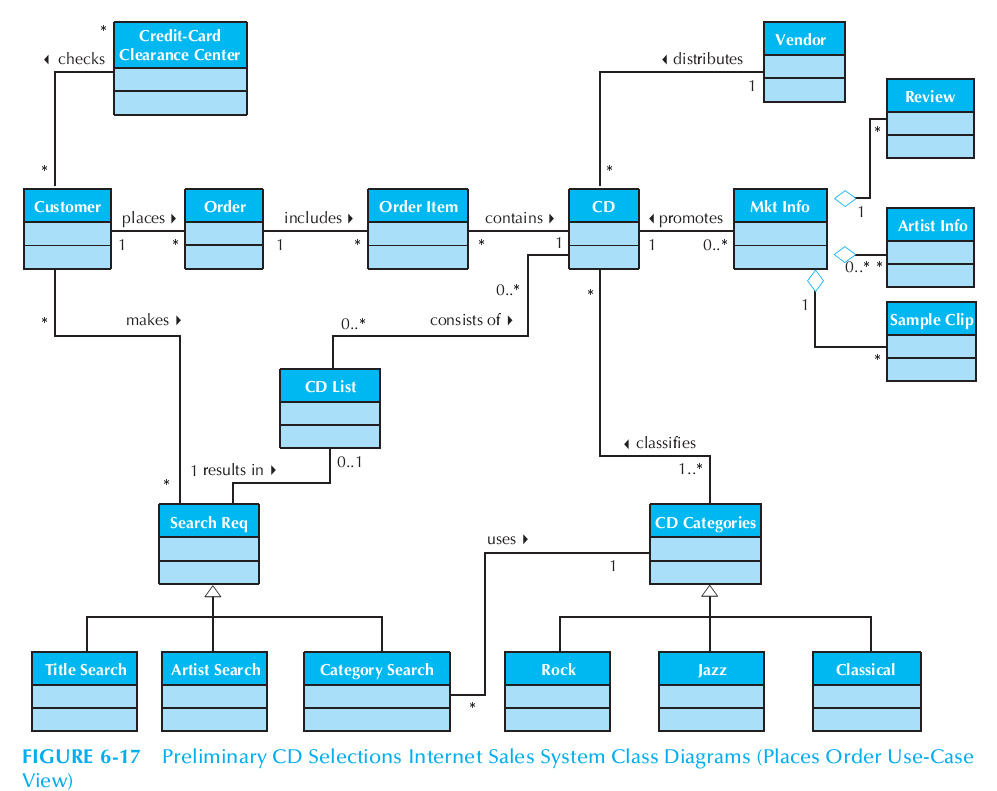 *
Credit-Card
Clearance Center
◂ checks
*
Vendor
◂ distributes
1
*
Review
*
1
Customer
places ▸
1
*
Order
includes ▸
1
*
Order Item
contains ▸
*
1
CD
◂ promotes
1
0..*
Mkt Info
Artist Info
0..*
*
Sample Clip
1
*
*
makes ▸
*
0..*
consists of ▸
0..*
CD List
*
◂ classifies
1..*
1 results in ▸
0..1
Search Req
CD Categories
uses ▸
1
*
Title Search
Artist Search
Category Search
Rock
Jazz
Classical
FIGURE 6-17 Preliminary CD Selections Internet Sales System Class Diagrams (Places Order Use-Case
View)